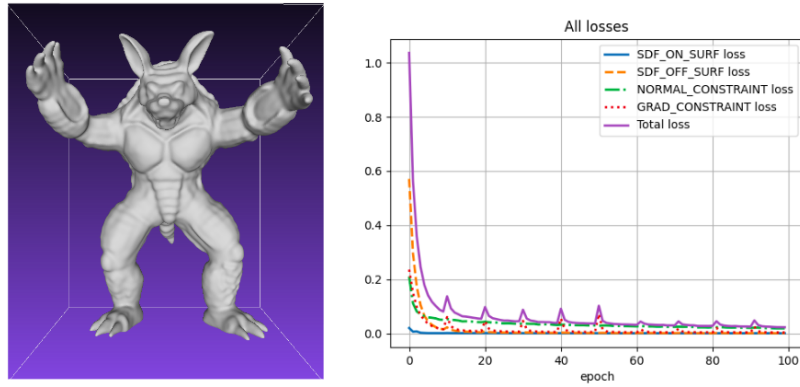 All losses
SDF_ON_SURF loss
SDF_OFF_SURF loss
NORMAL_CONSTRAINT loss
GRAD_CONSTRAINT loss
Total loss
1.0
0.8
0.6
0.4
0.2
0.0
0 20 40 60 80 100
epoch